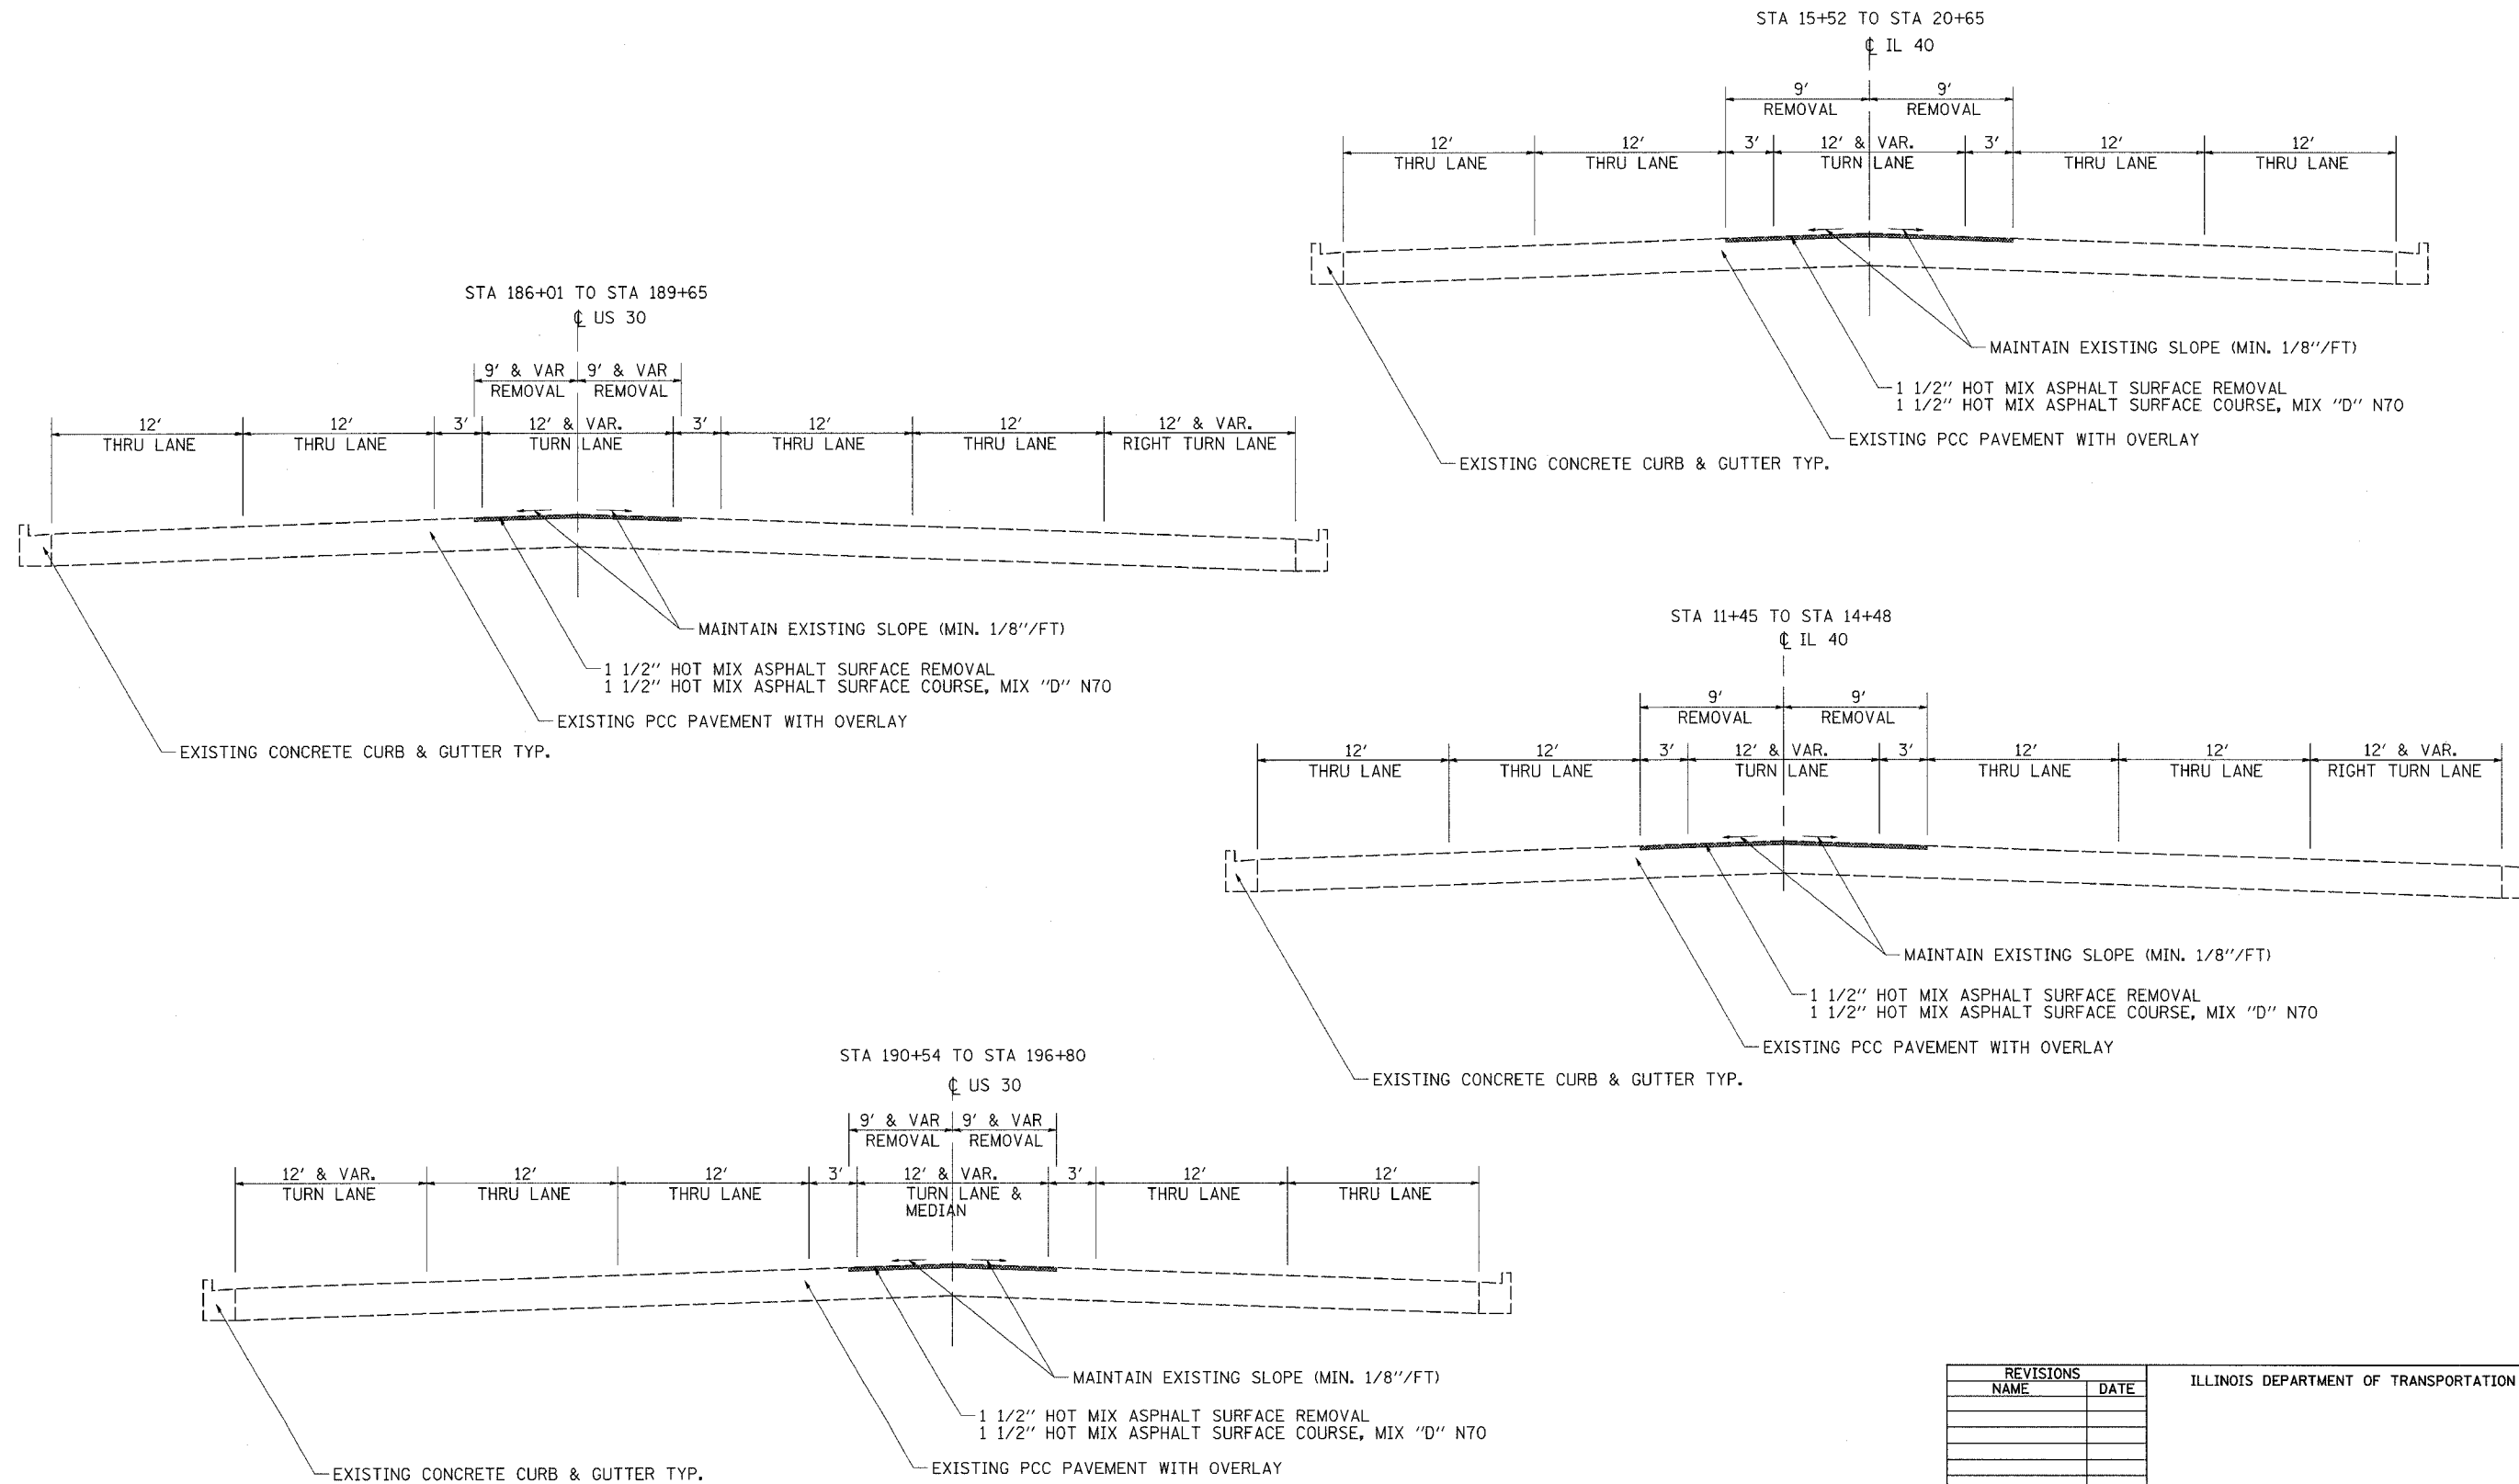 STA 15+52 TO STA 20+65
℄ IL 40
9' 9'
REMOVAL REMOVAL
12' 12' 3' 12' & VAR. 3' 12' 12'
THRU LANE THRU LANE TURN LANE THRU LANE THRU LANE
MAINTAIN EXISTING SLOPE (MIN. 1/8"/FT)
1 1/2" HOT MIX ASPHALT SURFACE REMOVAL
1 1/2" HOT MIX ASPHALT SURFACE COURSE, MIX "D" N70
EXISTING PCC PAVEMENT WITH OVERLAY
EXISTING CONCRETE CURB & GUTTER TYP.
STA 186+01 TO STA 189+65
℄ US 30
9' & VAR 9' & VAR
REMOVAL REMOVAL
12' 12' 3' 12' & VAR. 3' 12' 12' 12' & VAR.
THRU LANE THRU LANE TURN LANE THRU LANE THRU LANE RIGHT TURN LANE
MAINTAIN EXISTING SLOPE (MIN. 1/8"/FT)
1 1/2" HOT MIX ASPHALT SURFACE REMOVAL
1 1/2" HOT MIX ASPHALT SURFACE COURSE, MIX "D" N70
EXISTING PCC PAVEMENT WITH OVERLAY
EXISTING CONCRETE CURB & GUTTER TYP.
STA 11+45 TO STA 14+48
℄ IL 40
9' 9'
REMOVAL REMOVAL
12' 12' 3' 12' & VAR. 3' 12' 12' 12' & VAR.
THRU LANE THRU LANE TURN LANE THRU LANE THRU LANE RIGHT TURN LANE
MAINTAIN EXISTING SLOPE (MIN. 1/8"/FT)
1 1/2" HOT MIX ASPHALT SURFACE REMOVAL
1 1/2" HOT MIX ASPHALT SURFACE COURSE, MIX "D" N70
EXISTING PCC PAVEMENT WITH OVERLAY
EXISTING CONCRETE CURB & GUTTER TYP.
STA 190+54 TO STA 196+80
℄ US 30
9' & VAR 9' & VAR
REMOVAL REMOVAL
12' & VAR. 12' 12' 3' 12' & VAR. 3' 12' 12'
TURN LANE THRU LANE THRU LANE TURN LANE & THRU LANE THRU LANE
MEDIAN
MAINTAIN EXISTING SLOPE (MIN. 1/8"/FT)
1 1/2" HOT MIX ASPHALT SURFACE REMOVAL
1 1/2" HOT MIX ASPHALT SURFACE COURSE, MIX "D" N70
EXISTING PCC PAVEMENT WITH OVERLAY
EXISTING CONCRETE CURB & GUTTER TYP.
REVISIONS
NAME DATE
ILLINOIS DEPARTMENT OF TRANSPORTATION